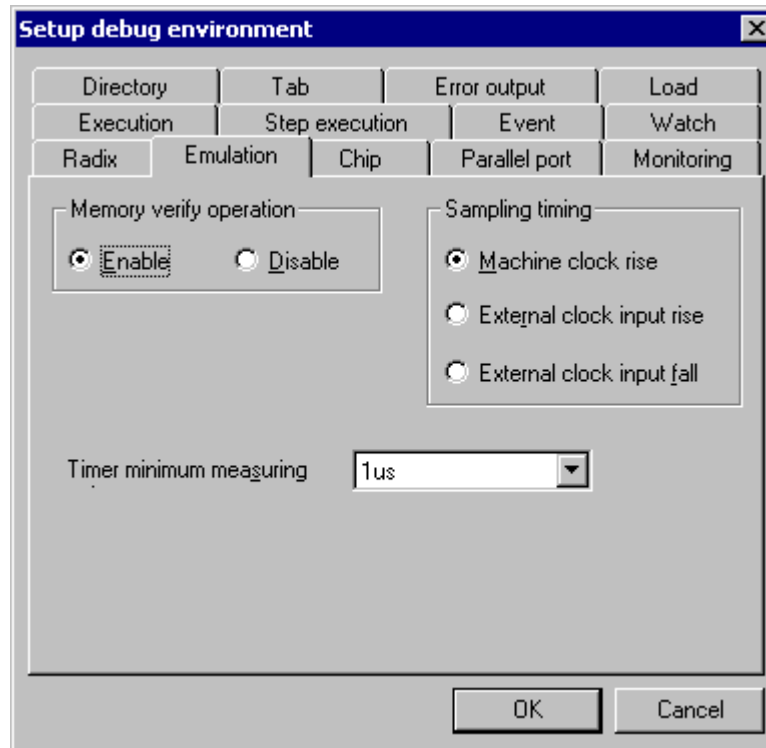 Setup debug environment
Directory Tab Error output Load
Execution Step execution Event Watch
Radix Emulation Chip Parallel port Monitoring
Memory verify operation
Enable Disable
Sampling timing
Machine clock rise
External clock input rise
External clock input fall
Timer minimum measuring 1us
OK Cancel